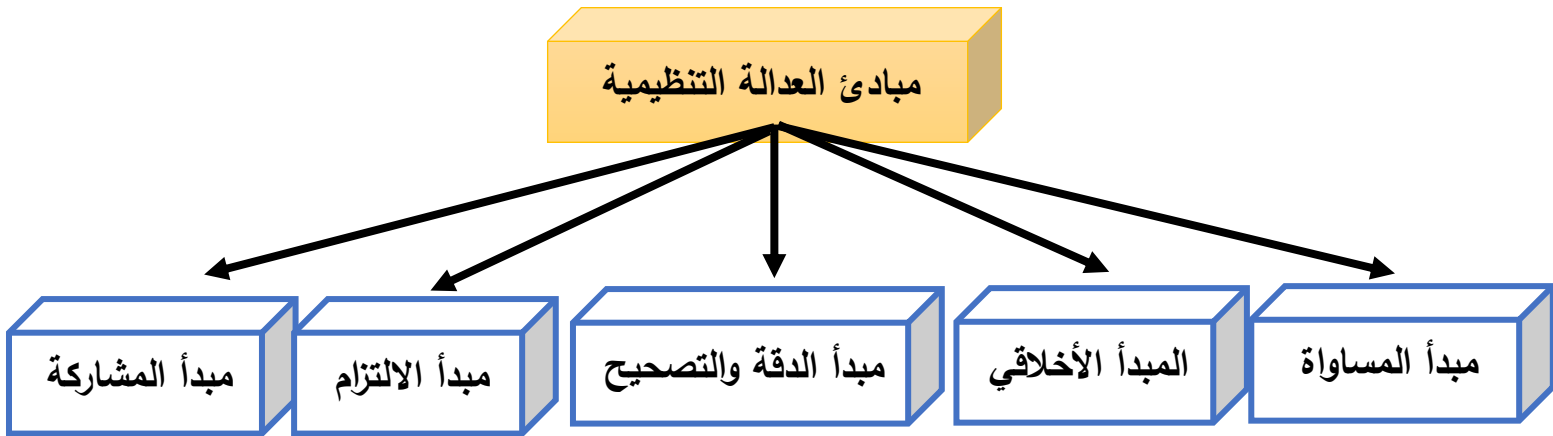 مبادئ العدالة التنظيمية
مبدأ المساواة
المبدأ الأخلاقي
مبدأ الدقة والتصحيح
مبدأ الالتزام
مبدأ المشاركة